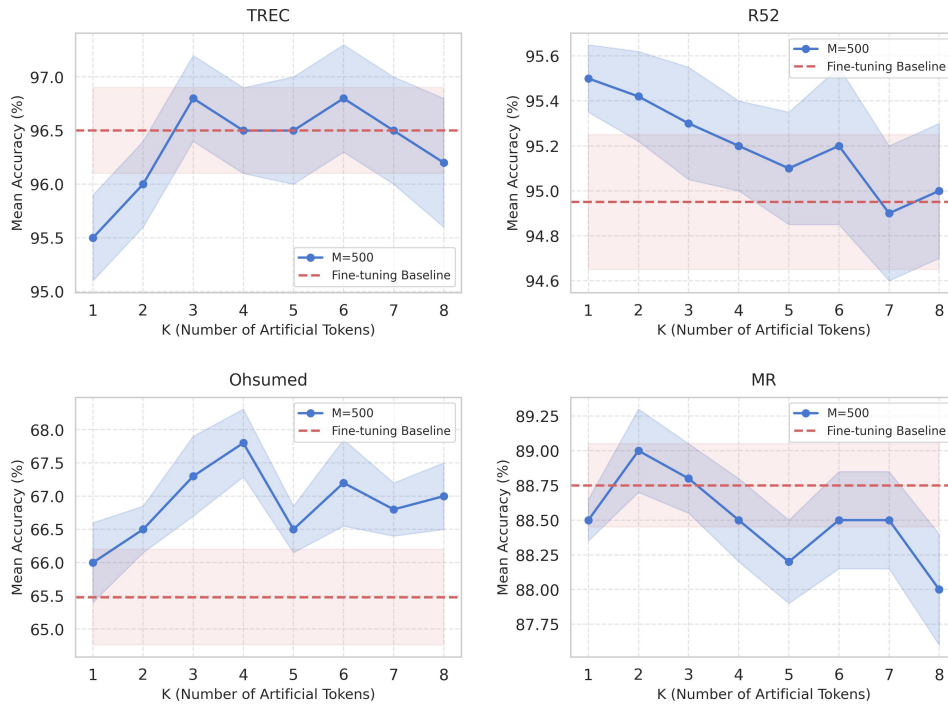 TREC
Mean Accuracy (%)
97.0
96.5
96.0
95.5
95.0
M=500
Fine-tuning Baseline
1 2 3 4 5 6 7 8
K (Number of Artificial Tokens)
R52
Mean Accuracy (%)
95.6
95.4
95.2
95.0
94.8
94.6
M=500
Fine-tuning Baseline
1 2 3 4 5 6 7 8
K (Number of Artificial Tokens)
Ohsumed
Mean Accuracy (%)
68.0
67.5
67.0
66.5
66.0
65.5
65.0
M=500
Fine-tuning Baseline
1 2 3 4 5 6 7 8
K (Number of Artificial Tokens)
MR
Mean Accuracy (%)
89.25
89.00
88.75
88.50
88.25
88.00
87.75
M=500
Fine-tuning Baseline
1 2 3 4 5 6 7 8
K (Number of Artificial Tokens)